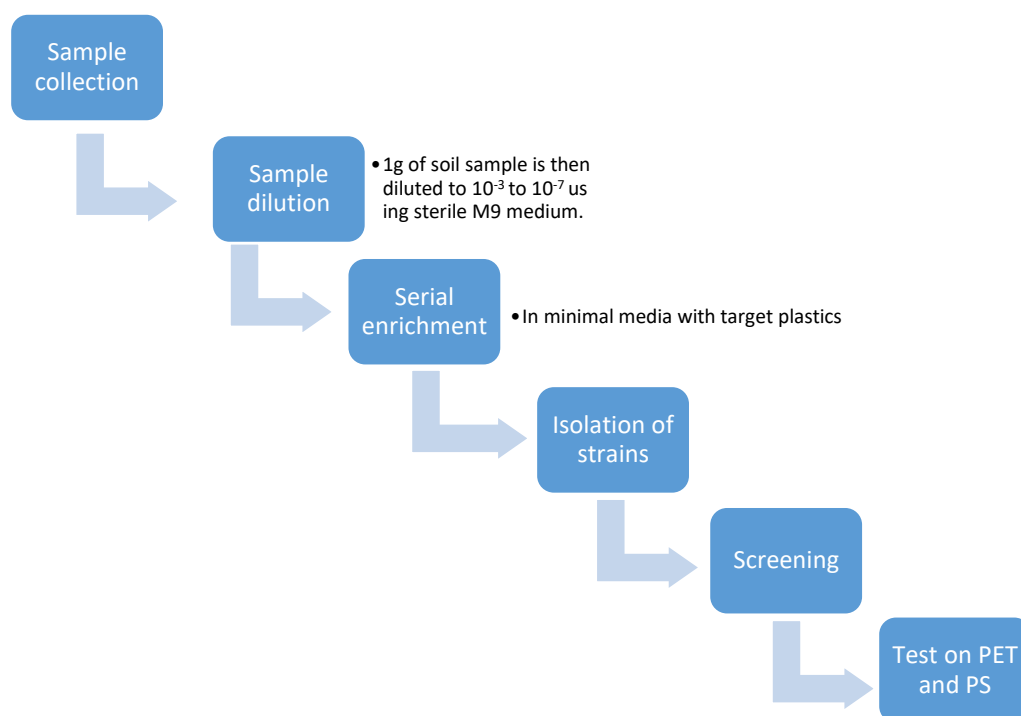 Sample
collection
Sample
dilution
•1g of soil sample is then
diluted to 10⁻³ to 10⁻⁷ us
ing sterile M9 medium.
Serial
enrichment
•In minimal media with target plastics
Isolation of
strains
Screening
Test on PET
and PS